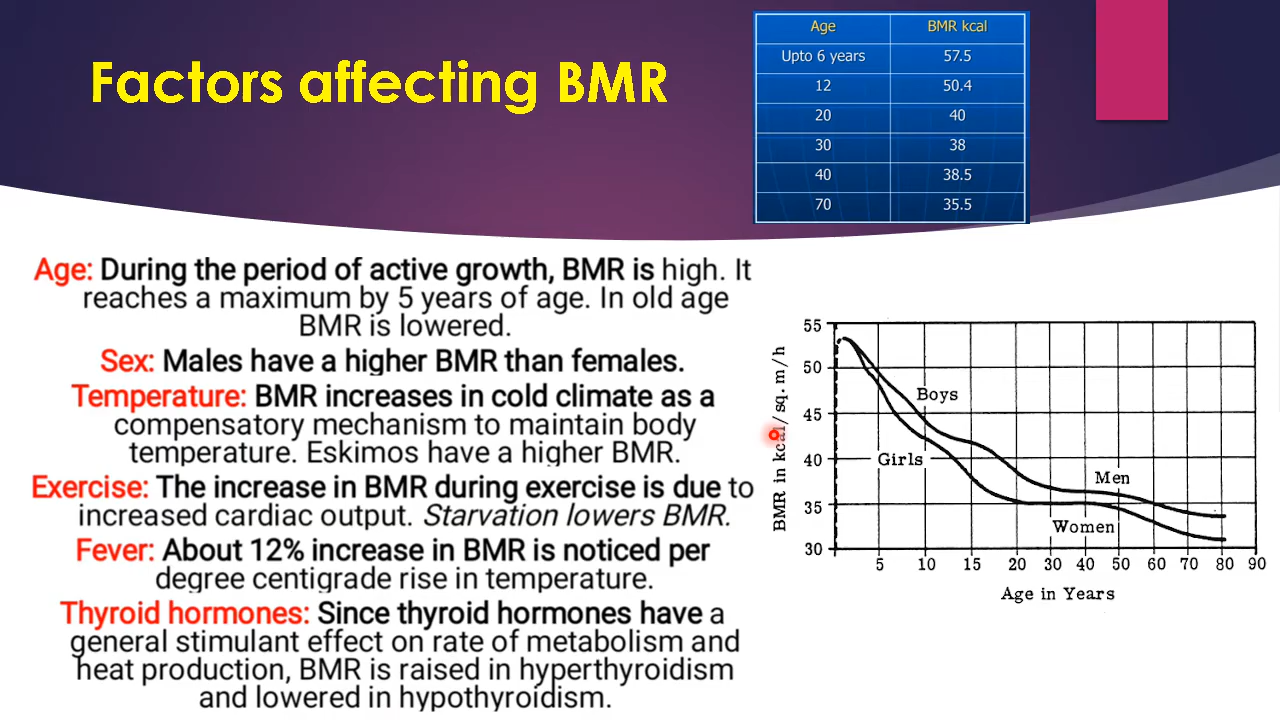 Factors affecting BMR
Age BMR kcal
Upto 6 years 57.5
12 50.4
20 40
30 38
40 38.5
70 35.5
Age: During the period of active growth, BMR is high. It
reaches a maximum by 5 years of age. In old age
BMR is lowered.
Sex: Males have a higher BMR than females.
Temperature: BMR increases in cold climate as a
compensatory mechanism to maintain body
temperature. Eskimos have a higher BMR.
Exercise: The increase in BMR during exercise is due to
increased cardiac output. Starvation lowers BMR.
Fever: About 12% increase in BMR is noticed per
degree centigrade rise in temperature.
Thyroid hormones: Since thyroid hormones have a
general stimulant effect on rate of metabolism and
heat production, BMR is raised in hyperthyroidism
and lowered in hypothyroidism.
BMR in kcal/sq. m/h
55
50
45
40
35
30
Boys
Girls
Men
Women
5 10 15 20 30 40 50 60 70 80 90
Age in Years